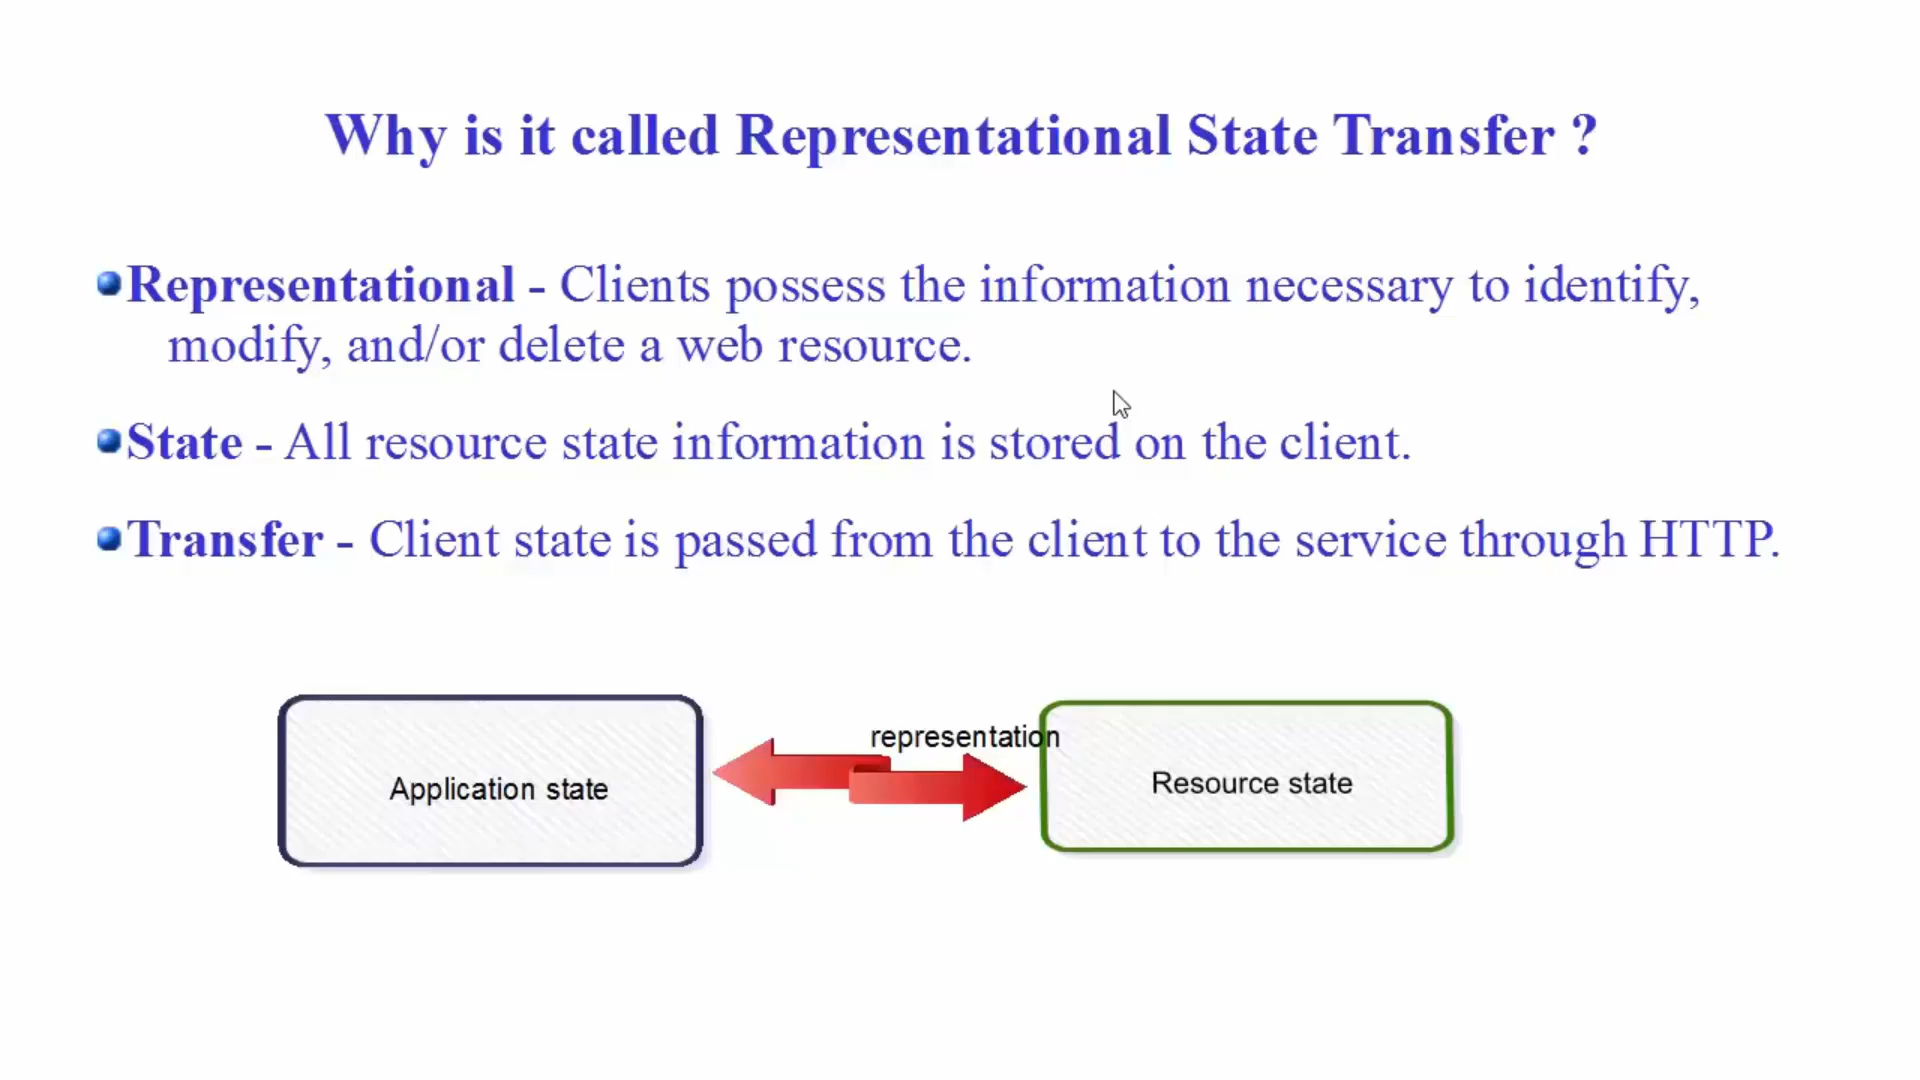 Why is it called Representational State Transfer ?
Representational - Clients possess the information necessary to identify,
modify, and/or delete a web resource.
State - All resource state information is stored on the client.
Transfer - Client state is passed from the client to the service through HTTP.
representation
Application state
Resource state